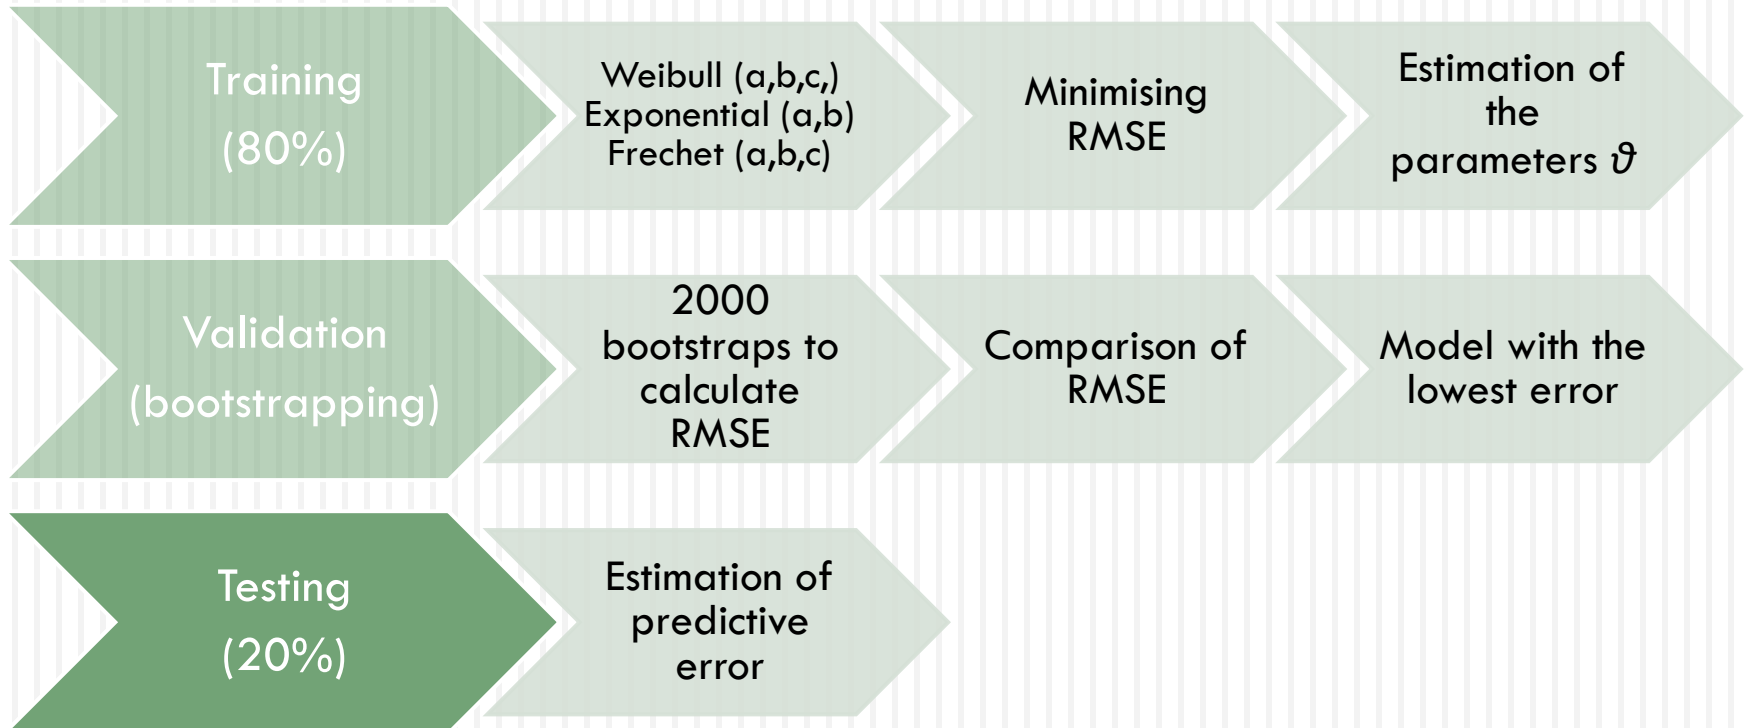 Training
(80%)
Weibull (a,b,c,)
Exponential (a,b)
Frechet (a,b,c)
Minimising
RMSE
Estimation of
the
parameters ϑ
Validation
(bootstrapping)
2000
bootstraps to
calculate
RMSE
Comparison of
RMSE
Model with the
lowest error
Testing
(20%)
Estimation of
predictive
error